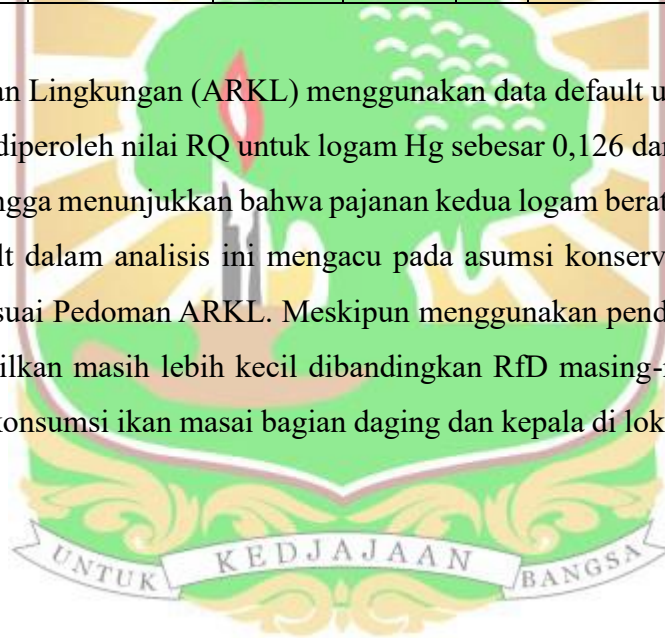 an Lingkungan (ARKL) menggunakan data default u
diperoleh nilai RQ untuk logam Hg sebesar 0,126 dan
ngga menunjukkan bahwa pajanan kedua logam berat
lt dalam analisis ini mengacu pada asumsi konserv
suai Pedoman ARKL. Meskipun menggunakan pend
ilkan masih lebih kecil dibandingkan RfD masing-
konsumsi ikan masai bagian daging dan kepala di lok
UNTUK KEDJAJAAN BANGSA